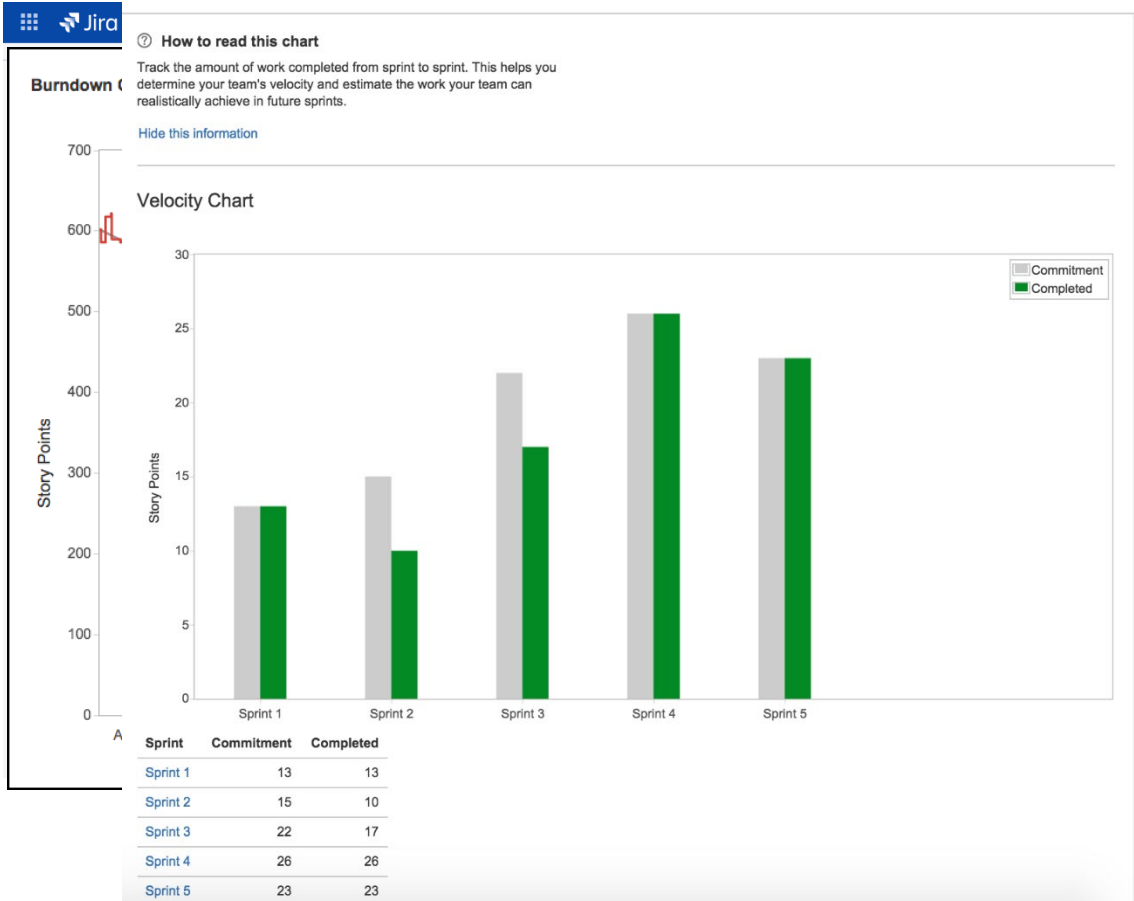 Jira
How to read this chart
Track the amount of work completed from sprint to sprint. This helps you
determine your team's velocity and estimate the work your team can
realistically achieve in future sprints.
Hide this information
Burndown
700
600
500
400
300
200
100
0
Story Points
A
Velocity Chart
30
25
20
15
10
5
0
Story Points
Commitment
Completed
Sprint 1
Sprint 2
Sprint 3
Sprint 4
Sprint 5
Sprint Commitment Completed
Sprint 1 13 13
Sprint 2 15 10
Sprint 3 22 17
Sprint 4 26 26
Sprint 5 23 23